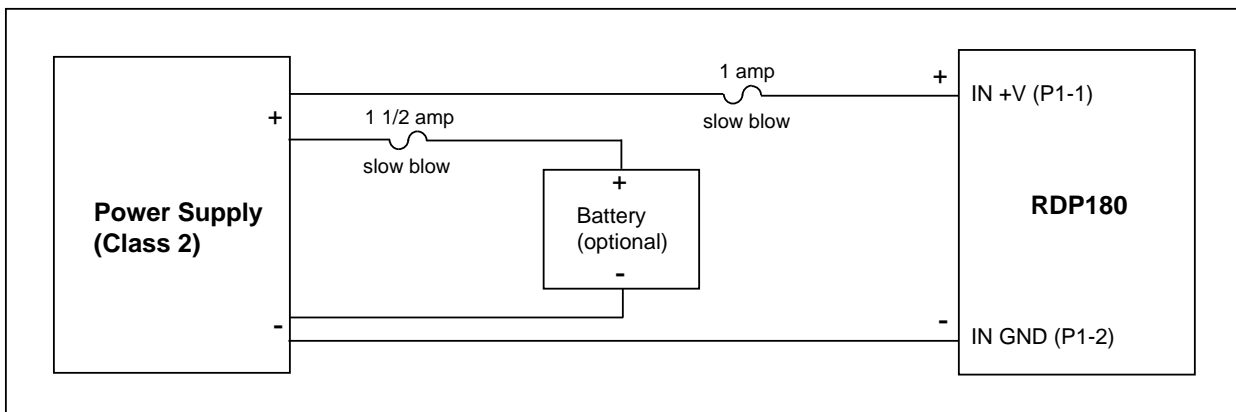 1 amp
slow blow
+
IN +V (P1-1)
+
1 1/2 amp
slow blow
Power Supply
(Class 2)
-
+
Battery
(optional)
-
RDP180
-
IN GND (P1-2)